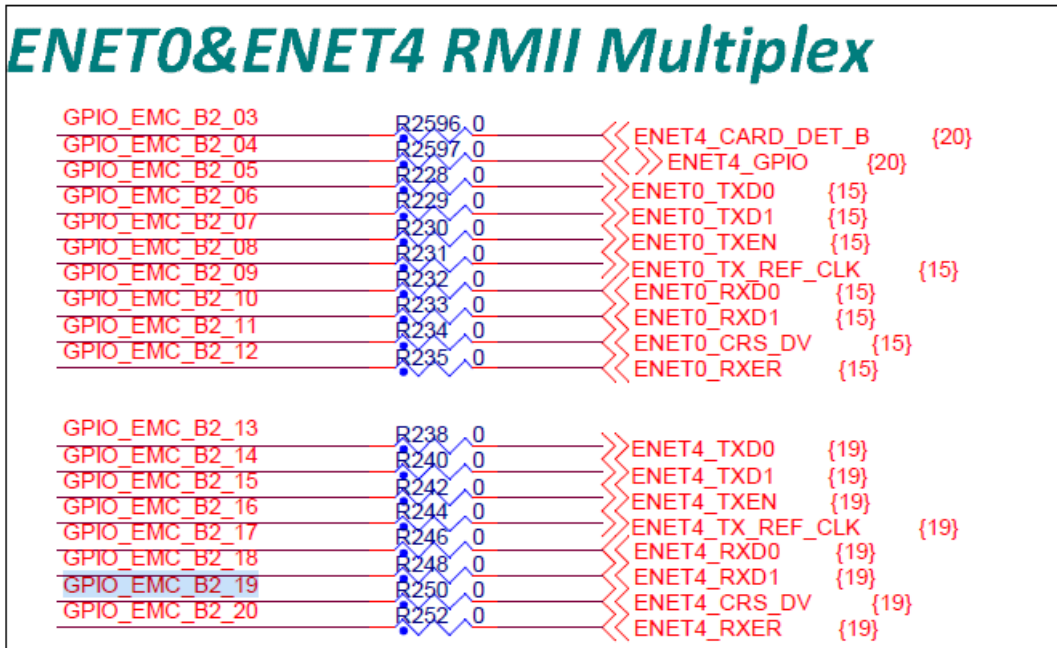 ENET0&ENET4 RMII Multiplex
GPIO_EMC_B2_03 R2596 0 ENET4_CARD_DET_B {20}
GPIO_EMC_B2_04 R2597 0 ENET4_GPIO {20}
GPIO_EMC_B2_05 R228 0 ENET0_TXD0 {15}
GPIO_EMC_B2_06 R229 0 ENET0_TXD1 {15}
GPIO_EMC_B2_07 R230 0 ENET0_TXEN {15}
GPIO_EMC_B2_08 R231 0 ENET0_TX_REF_CLK {15}
GPIO_EMC_B2_09 R232 0 ENET0_RXD0 {15}
GPIO_EMC_B2_10 R233 0 ENET0_RXD1 {15}
GPIO_EMC_B2_11 R234 0 ENET0_CRS_DV {15}
GPIO_EMC_B2_12 R235 0 ENET0_RXER {15}
GPIO_EMC_B2_13 R238 0 ENET4_TXD0 {19}
GPIO_EMC_B2_14 R240 0 ENET4_TXD1 {19}
GPIO_EMC_B2_15 R242 0 ENET4_TXEN {19}
GPIO_EMC_B2_16 R244 0 ENET4_TX_REF_CLK {19}
GPIO_EMC_B2_17 R246 0 ENET4_RXD0 {19}
GPIO_EMC_B2_18 R248 0 ENET4_RXD1 {19}
GPIO_EMC_B2_19 R250 0 ENET4_CRS_DV {19}
GPIO_EMC_B2_20 R252 0 ENET4_RXER {19}